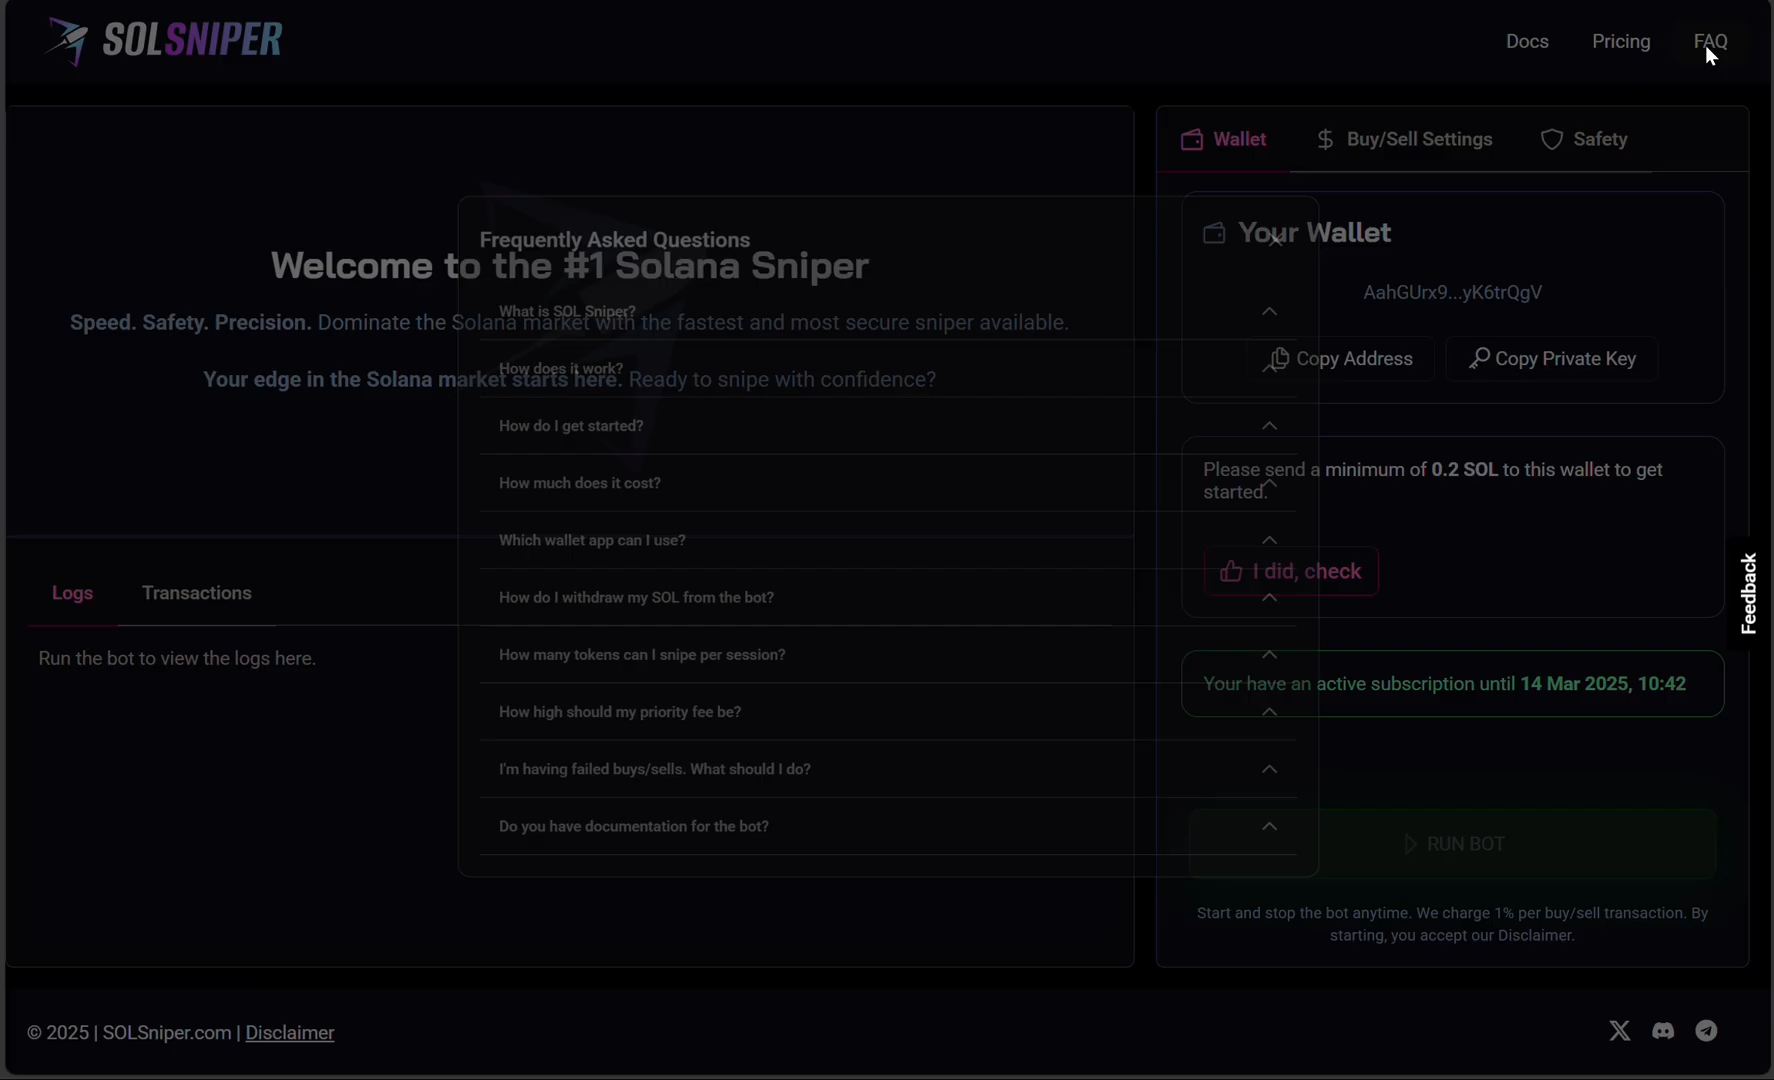 SOLSNIPER
Docs
Pricing
FAQ
Welcome to the #1 Solana Sniper
Speed. Safety. Precision. Dominate the Solana market with the fastest and most secure sniper available.
Your edge in the Solana market starts here. Ready to snipe with confidence?
Frequently Asked Questions
What is SOL Sniper?
How does it work?
How do I get started?
How much does it cost?
Which wallet app can I use?
How do I withdraw my SOL from the bot?
How many tokens can I snipe per session?
How high should my priority fee be?
I'm having failed buys/sells. What should I do?
Do you have documentation for the bot?
Logs
Transactions
Run the bot to view the logs here.
Wallet
Buy/Sell Settings
Safety
Your Wallet
AahGUrx9...yK6trQgV
Copy Address
Copy Private Key
Please send a minimum of 0.2 SOL to this wallet to get
started.
I did, check
Your have an active subscription until 14 Mar 2025, 10:42
RUN BOT
Start and stop the bot anytime. We charge 1% per buy/sell transaction. By
starting, you accept our Disclaimer.
Feedback
© 2025 | SOLSniper.com | Disclaimer